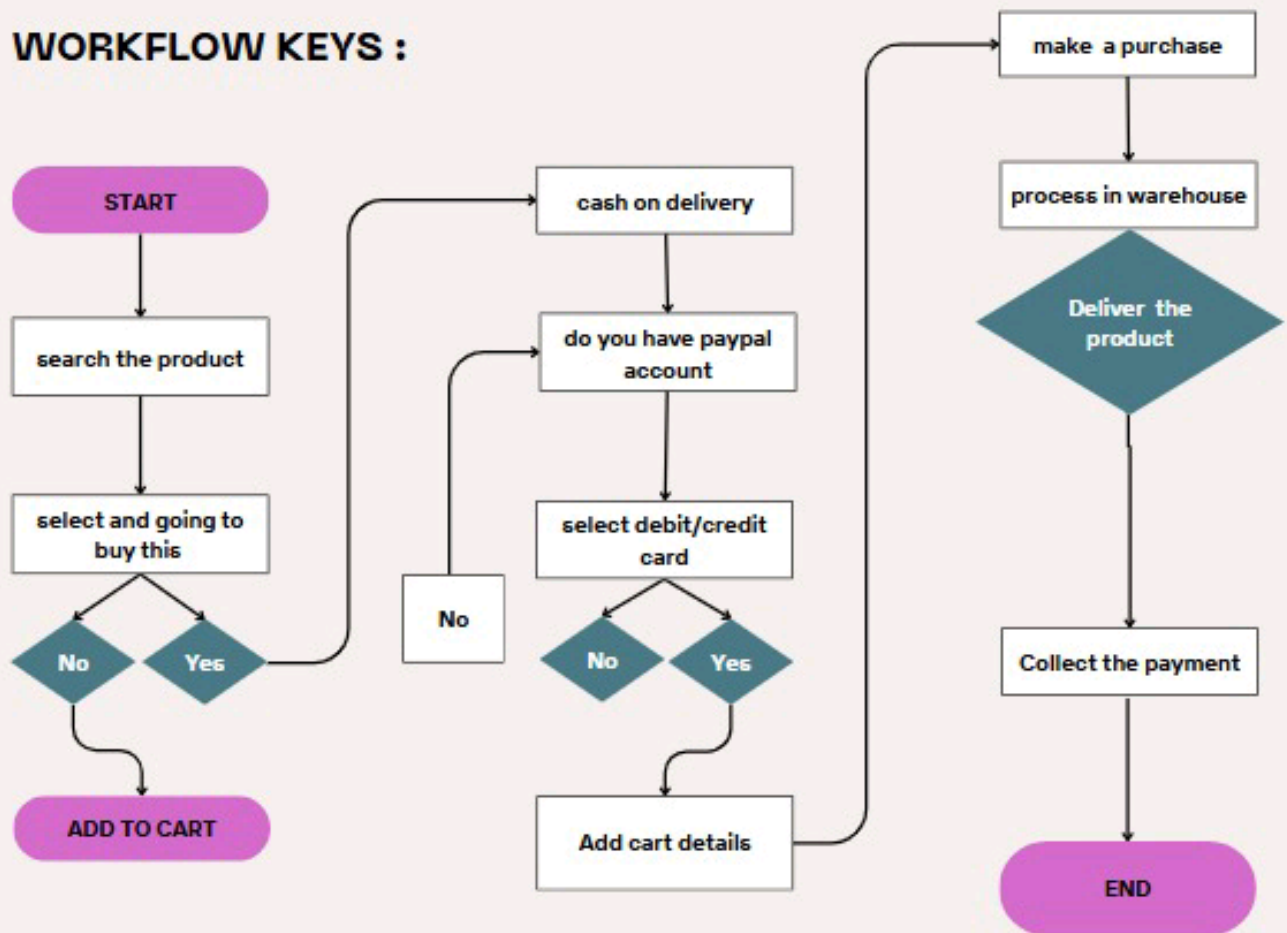 WORKFLOW KEYS :
START
search the product
select and going to
buy this
No
Yes
ADD TO CART
cash on delivery
do you have paypal
account
No
select debit/credit
card
No
Yes
Add cart details
make a purchase
process in warehouse
Deliver the
product
Collect the payment
END